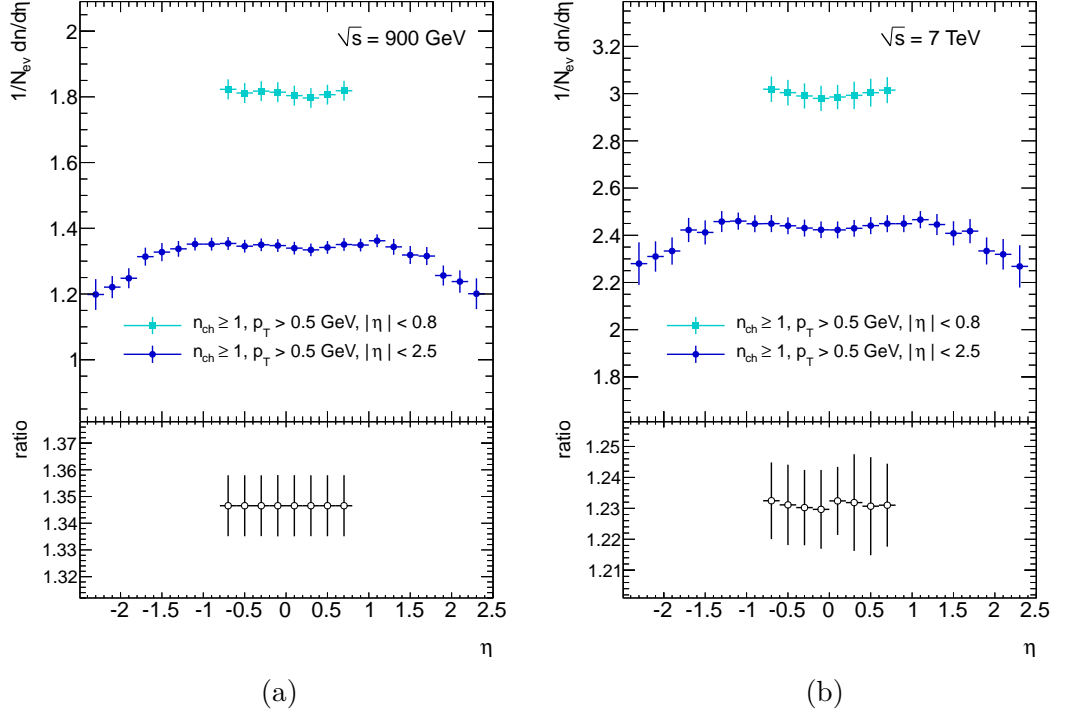 1/N_ev dn/dη
√s = 900 GeV
2
1.8
1.6
1.4
1.2
1
n_ch ≥ 1, p_T > 0.5 GeV, | η | < 0.8
n_ch ≥ 1, p_T > 0.5 GeV, | η | < 2.5
ratio
1.37
1.36
1.35
1.34
1.33
1.32
-2 -1.5 -1 -0.5 0 0.5 1 1.5 2 2.5
η
(a)
1/N_ev dn/dη
√s = 7 TeV
3.2
3
2.8
2.6
2.4
2.2
2
1.8
n_ch ≥ 1, p_T > 0.5 GeV, | η | < 0.8
n_ch ≥ 1, p_T > 0.5 GeV, | η | < 2.5
ratio
1.25
1.24
1.23
1.22
1.21
-2 -1.5 -1 -0.5 0 0.5 1 1.5 2 2.5
η
(b)